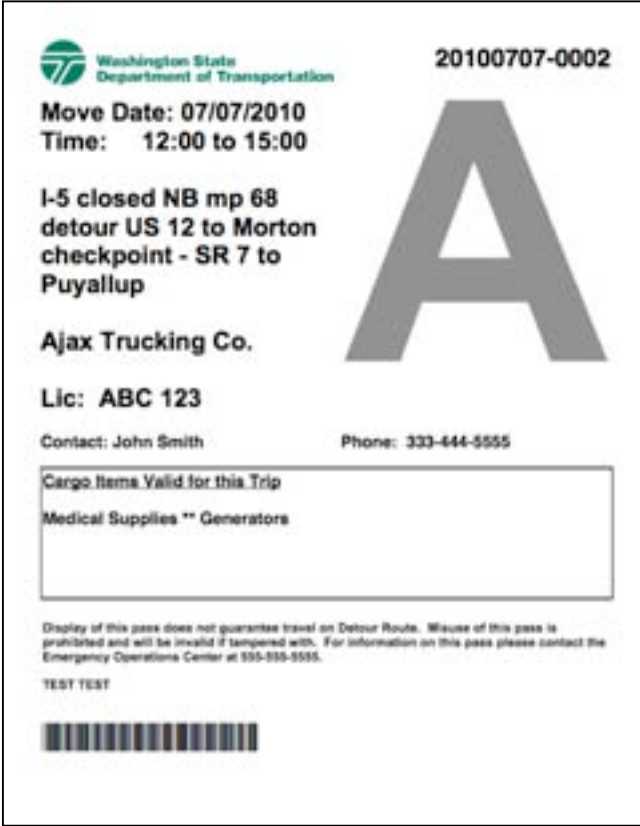 Washington State
Department of Transportation
20100707-0002
Move Date: 07/07/2010
Time: 12:00 to 15:00
A
I-5 closed NB mp 68
detour US 12 to Morton
checkpoint - SR 7 to
Puyallup
Ajax Trucking Co.
Lic: ABC 123
Contact: John Smith Phone: 333-444-5555
Cargo Items Valid for this Trip
Medical Supplies ** Generators
Display of this pass does not guarantee travel on Detour Route. Misuse of this pass is
prohibited and will be invalid if tampered with. For information on this pass please contact the
Emergency Operations Center at 555-555-5555.
TEST TEST